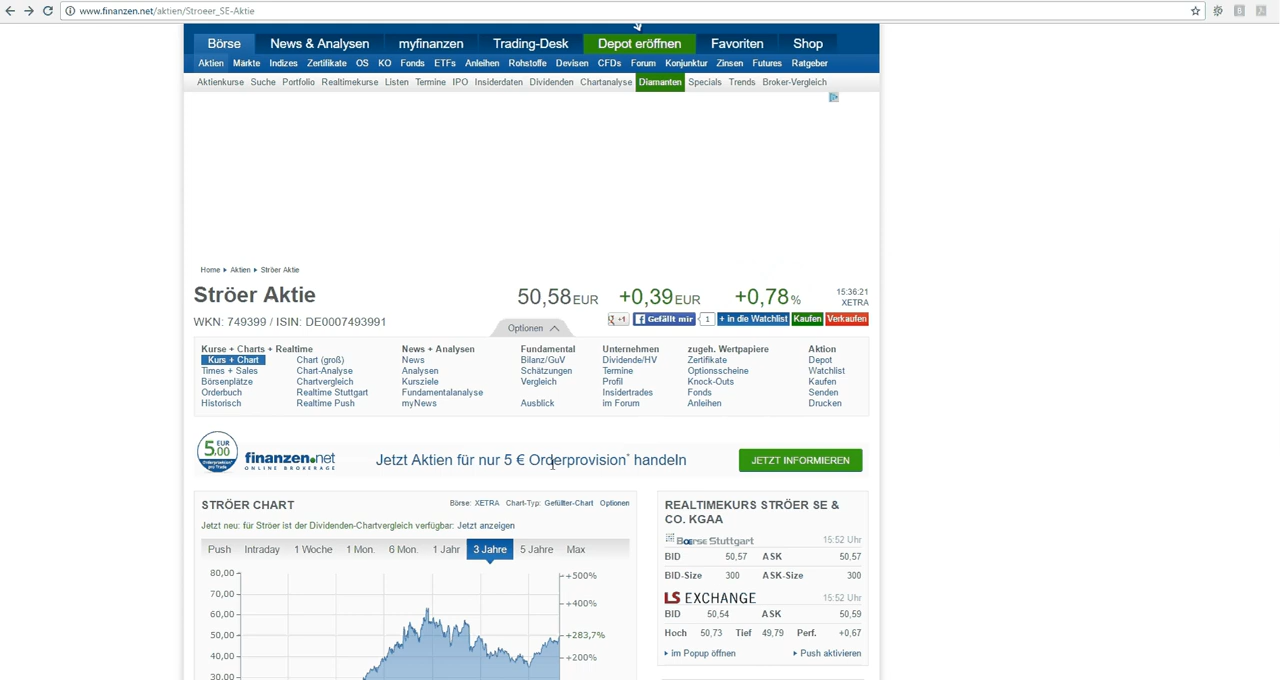 www.finanzen.net/aktien/Stroeer_SE-Aktie
Börse News & Analysen myfinanzen Trading-Desk Depot eröffnen Favoriten Shop
Aktien Märkte Indizes Zertifikate OS KO Fonds ETFs Anleihen Rohstoffe Devisen CFDs Forum Konjunktur Zinsen Futures Ratgeber
Aktienkurse Suche Portfolio Realtimekurse Listen Termine IPO Insiderdaten Dividenden Chartanalyse Diamanten Specials Trends Broker-Vergleich
Home Aktien Ströer Aktie
Ströer Aktie 50,58 EUR +0,39 EUR +0,78 % 15:36:21
XETRA
WKN: 749399 / ISIN: DE0007493991 Optionen +1 Gefällt mir 1 + in die Watchlist Kaufen Verkaufen
Kurse + Charts + Realtime News + Analysen Fundamental Unternehmen zugeh. Wertpapiere Aktion
Kurs + Chart Chart (groß) News Bilanz/GuV Dividende/HV Zertifikate Depot
Times + Sales Chart-Analyse Analysen Schätzungen Termine Optionsscheine Watchlist
Börsenplätze Chartvergleich Kursziele Vergleich Profil Knock-Outs Kaufen
Orderbuch Realtime Stuttgart Fundamentalanalyse Insidertrades Fonds Senden
Historisch Realtime Push myNews Ausblick im Forum Anleihen Drucken
5 EUR
,00
finanzen.net
ONLINE BROKERAGE
Jetzt Aktien für nur 5 € Orderprovision* handeln
JETZT INFORMIEREN
STRÖER CHART Börse: XETRA Chart-Typ: Gefüllter-Chart Optionen
Jetzt neu: für Ströer ist der Dividenden-Chartvergleich verfügbar: Jetzt anzeigen
Push Intraday 1 Woche 1 Mon. 6 Mon. 1 Jahr 3 Jahre 5 Jahre Max
80,00 +500%
70,00
60,00 +400%
50,00 +283,7%
40,00 +200%
30,00
REALTIMEKURS STRÖER SE &
CO. KGAA
Boerse Stuttgart 15:52 Uhr
BID 50,57 ASK 50,57
BID-Size 300 ASK-Size 300
LS EXCHANGE 15:52 Uhr
BID 50,54 ASK 50,59
Hoch 50,73 Tief 49,79 Perf. +0,67
im Popup öffnen Push aktivieren